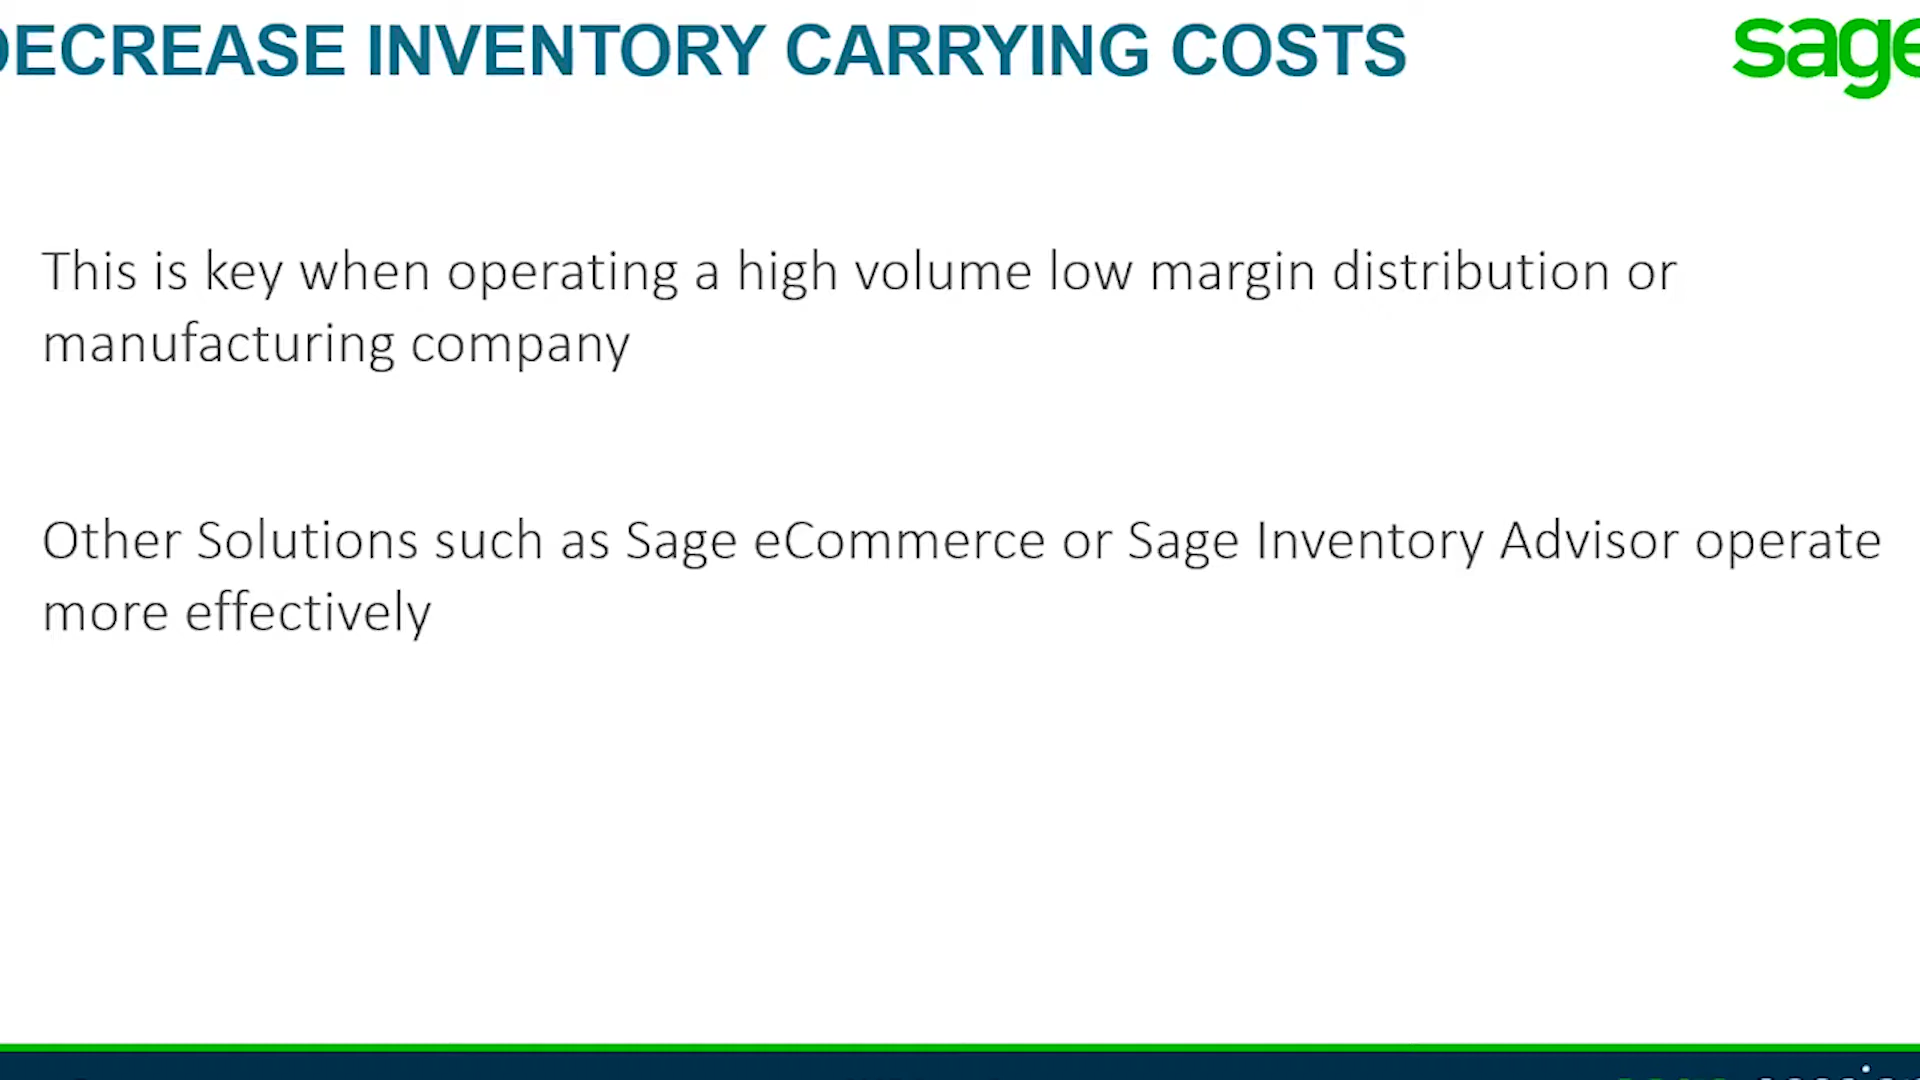 DECREASE INVENTORY CARRYING COSTS
sage
This is key when operating a high volume low margin distribution or
manufacturing company
Other Solutions such as Sage eCommerce or Sage Inventory Advisor operate
more effectively